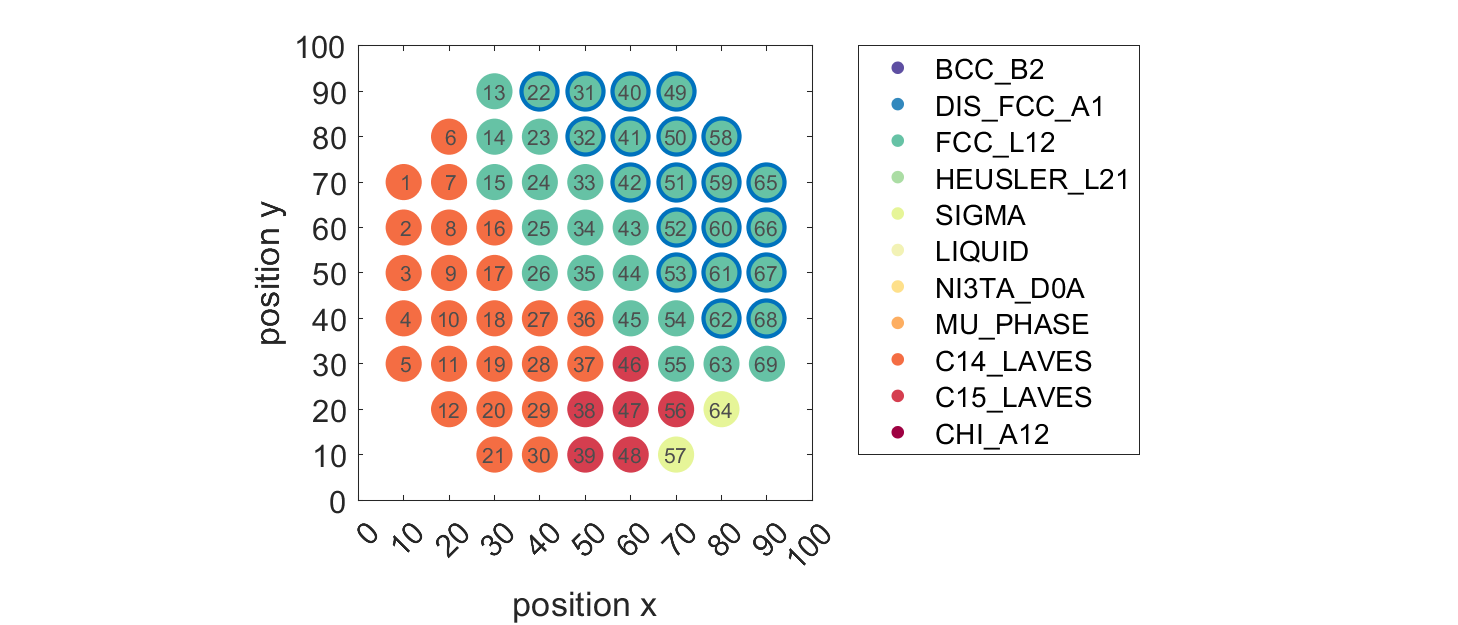 100
90 13 22 31 40 49
80 6 14 23 32 41 50 58
70 1 7 15 24 33 42 51 59 65
60 2 8 16 25 34 43 52 60 66
50 3 9 17 26 35 44 53 61 67
40 4 10 18 27 36 45 54 62 68
30 5 11 19 28 37 46 55 63 69
20 12 20 29 38 47 56 64
10 21 30 39 48 57
0
0 10 20 30 40 50 60 70 80 90 100
position x
position y
BCC_B2
DIS_FCC_A1
FCC_L12
HEUSLER_L21
SIGMA
LIQUID
NI3TA_D0A
MU_PHASE
C14_LAVES
C15_LAVES
CHI_A12